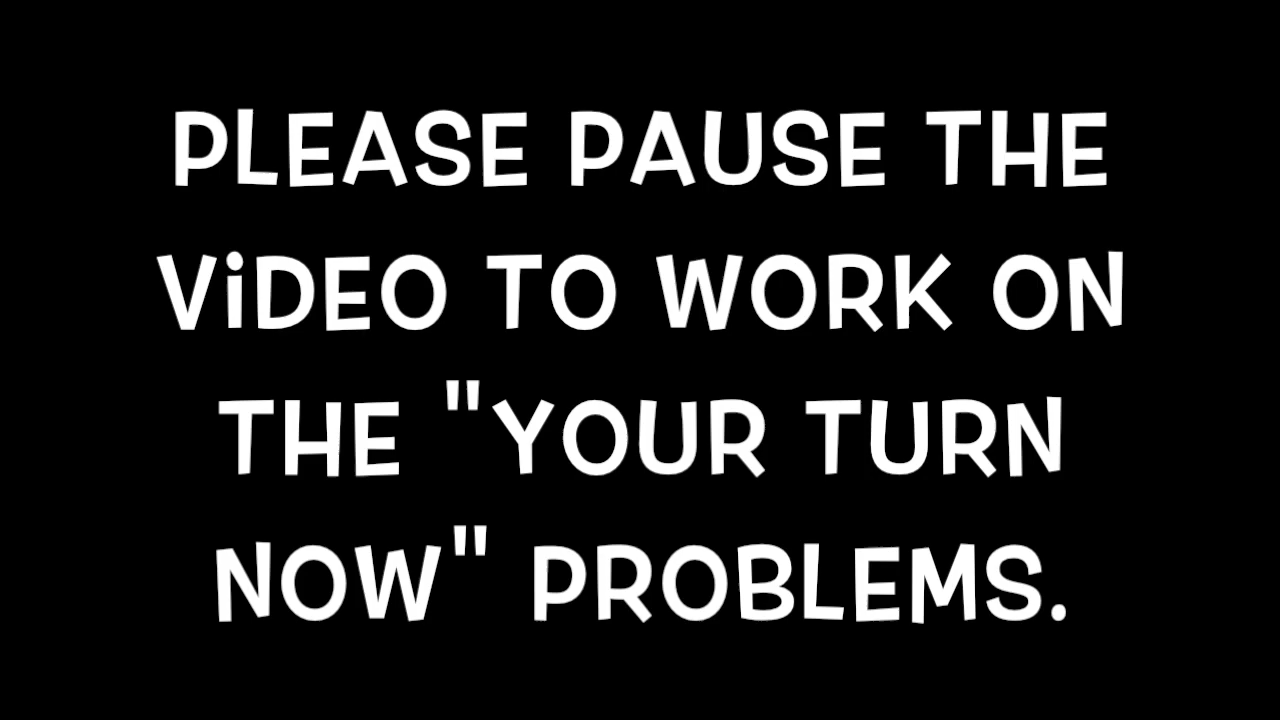 PLEASE PAUSE THE
ViDEO TO WORK ON
THE "YOUR TURN
NOW" PROBLEMS.